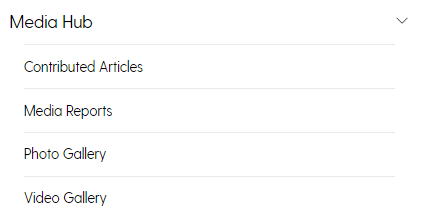 Media Hub
Contributed Articles
Media Reports
Photo Gallery
Video Gallery